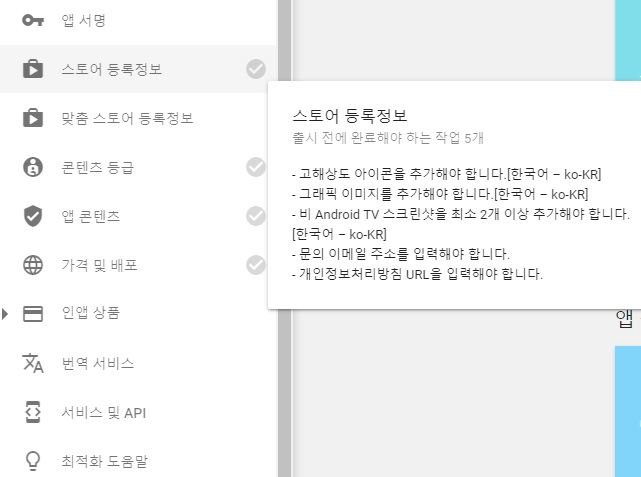 앱 서명
스토어 등록정보
맞춤 스토어 등록정보
콘텐츠 등급
앱 콘텐츠
가격 및 배포
인앱 상품
번역 서비스
서비스 및 API
최적화 도움말
스토어 등록정보
출시 전에 완료해야 하는 작업 5개
- 고해상도 아이콘을 추가해야 합니다.[한국어 – ko-KR]
- 그래픽 이미지를 추가해야 합니다.[한국어 – ko-KR]
- 비 Android TV 스크린샷을 최소 2개 이상 추가해야 합니다.
[한국어 – ko-KR]
- 문의 이메일 주소를 입력해야 합니다.
- 개인정보처리방침 URL을 입력해야 합니다.
앱